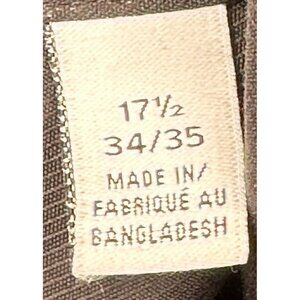 17½
34/35
MADE IN/
FABRIQUÉ AU
BANGLADESH